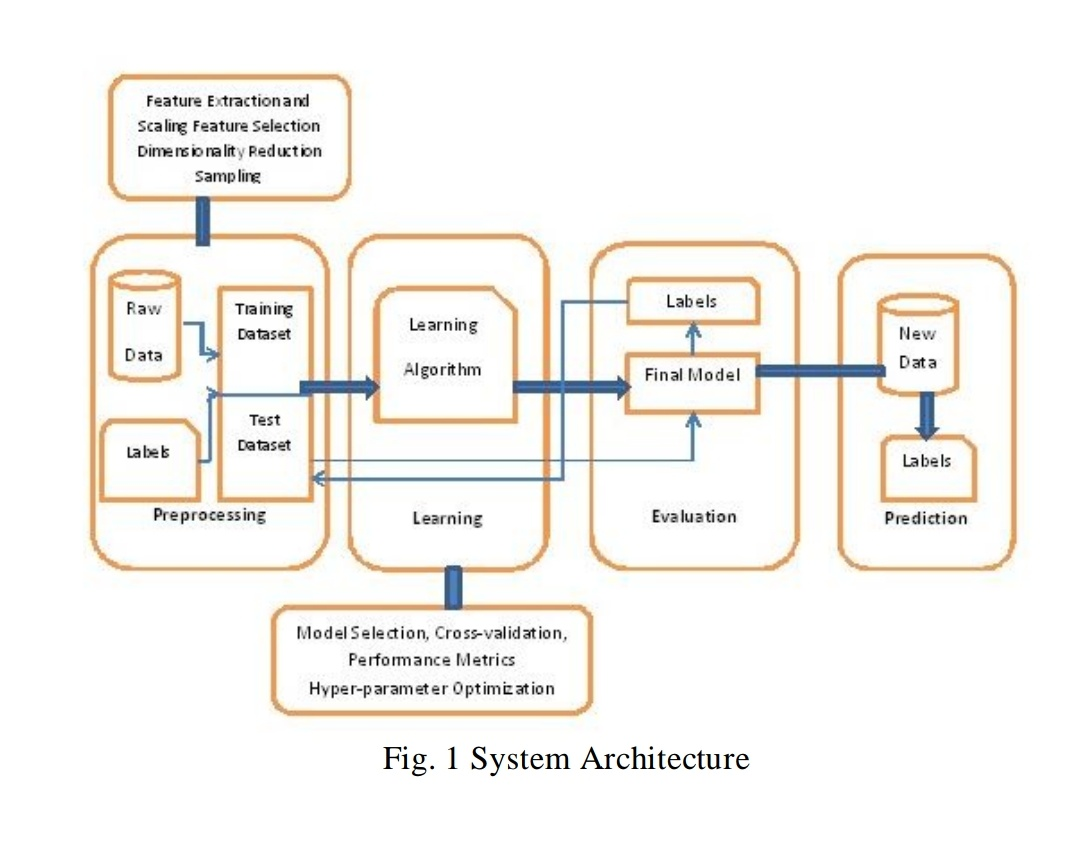 Feature Extraction and
Scaling Feature Selection
Dimensionality Reduction
Sampling
Raw
Data
Labels
Training
Dataset
Test
Dataset
Preprocessing
Learning
Algorithm
Learning
Labels
Final Model
Evaluation
New
Data
Labels
Prediction
Model Selection, Cross-validation,
Performance Metrics
Hyper-parameter Optimization
Fig. 1 System Architecture